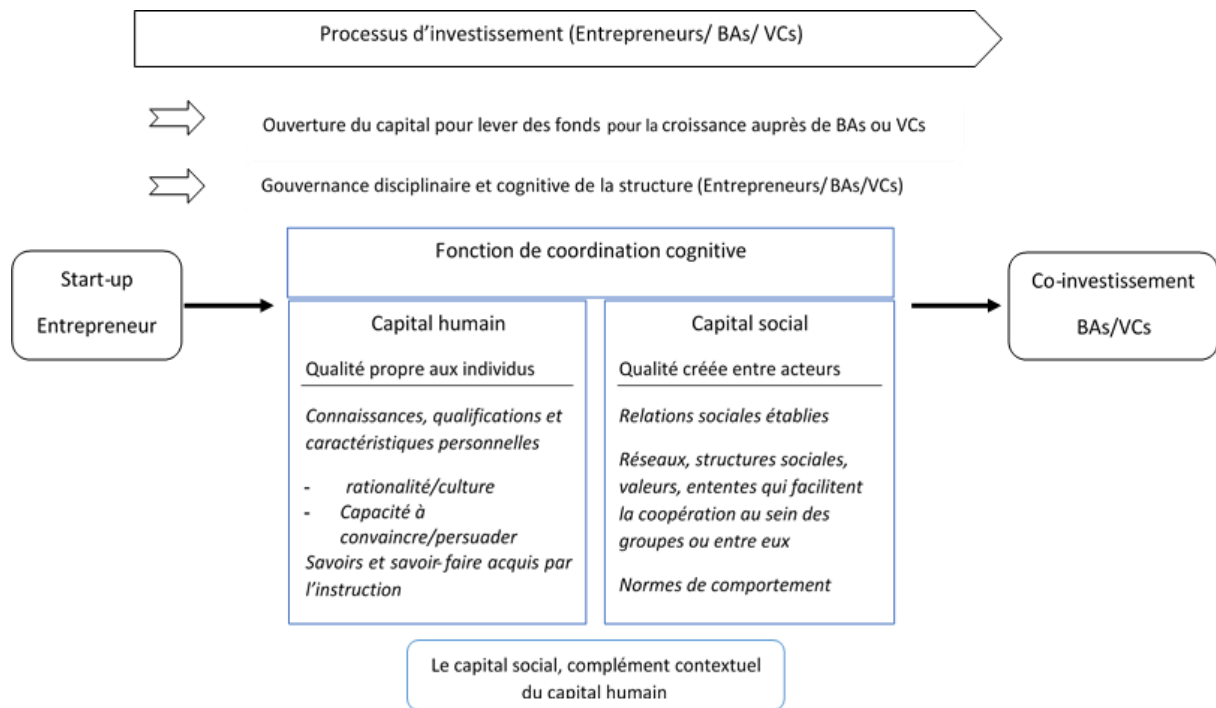 Processus d’investissement (Entrepreneurs/ BAs/ VCs)
Ouverture du capital pour lever des fonds pour la croissance auprès de BAs ou VCs
Gouvernance disciplinaire et cognitive de la structure (Entrepreneurs/ BAs/VCs)
Start-up
Entrepreneur
Fonction de coordination cognitive
Capital humain
Qualité propre aux individus
Connaissances, qualifications et
caractéristiques personnelles
- rationalité/culture
- Capacité à
convaincre/persuader
Savoirs et savoir-faire acquis par
l’instruction
Capital social
Qualité créée entre acteurs
Relations sociales établies
Réseaux, structures sociales,
valeurs, ententes qui facilitent
la coopération au sein des
groupes ou entre eux
Normes de comportement
Co-investissement
BAs/VCs
Le capital social, complément contextuel
du capital humain